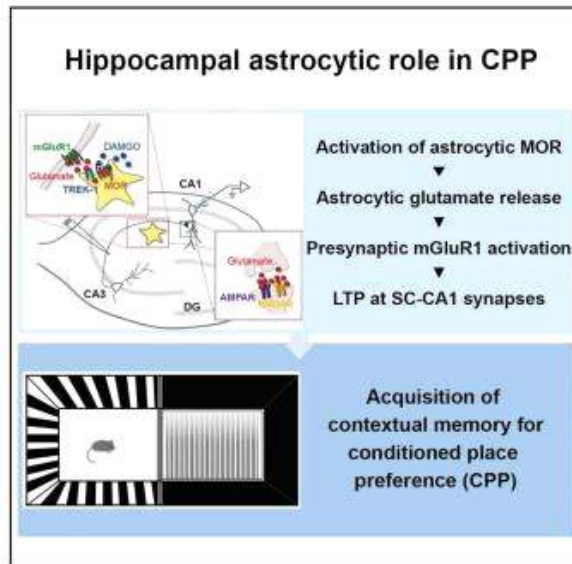 Hippocampal astrocytic role in CPP
mGluR1
DAMGO
Glutamate
TREK-1
MOR
CA1
CA3
DG
Glutamate
AMPAR
Activation of astrocytic MOR
Astrocytic glutamate release
Presynaptic mGluR1 activation
LTP at SC-CA1 synapses
Acquisition of
contextual memory for
conditioned place
preference (CPP)